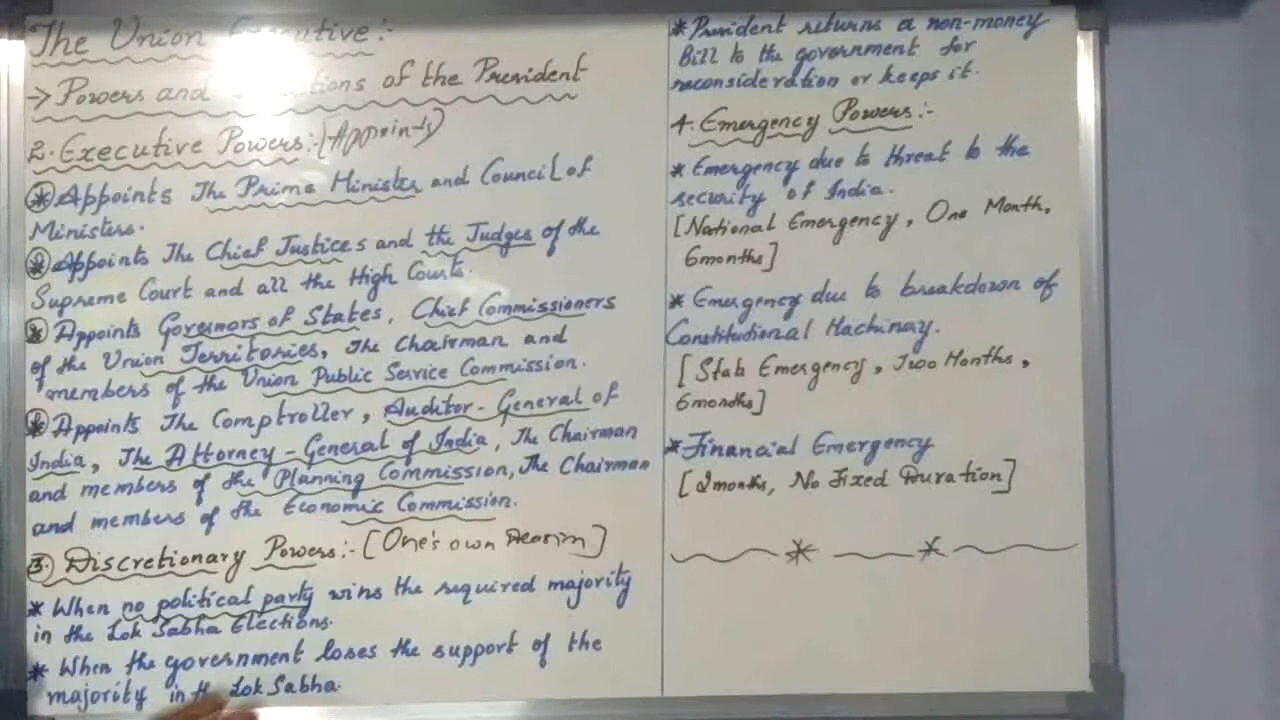 The Union Executive:-
→ Powers and tions of the President
2. Executive Powers:-(Appoints)
* Appoints The Prime Minister and Council of
Ministers.
* Appoints The Chief Justices and the Judges of the
Supreme Court and all the High Courts.
* Appoints Governors of States, Chief Commissioners
of the Union Territories, The Chairman and
members of the Union Public Service Commission.
* Appoints The Comptroller, Auditor-General of
India, The Attorney-General of India, The Chairman
and members of the Planning Commission, The Chairman
and members of the Economic Commission.
3. Discretionary Powers:- [One's own]
* When no political party wins the required majority
in the Lok Sabha Elections.
* When the government loses the support of the
majority in the Lok Sabha.
* President returns a non-money
Bill to the government for
reconsideration or keeps it.
4. Emergency Powers:-
* Emergency due to threat to the
security of India.
[National Emergency, One Month,
6months]
* Emergency due to breakdown of
Constitutional Machinay.
[State Emergency, Two Months,
6months]
* Financial Emergency
[2months, No Fixed Duration]